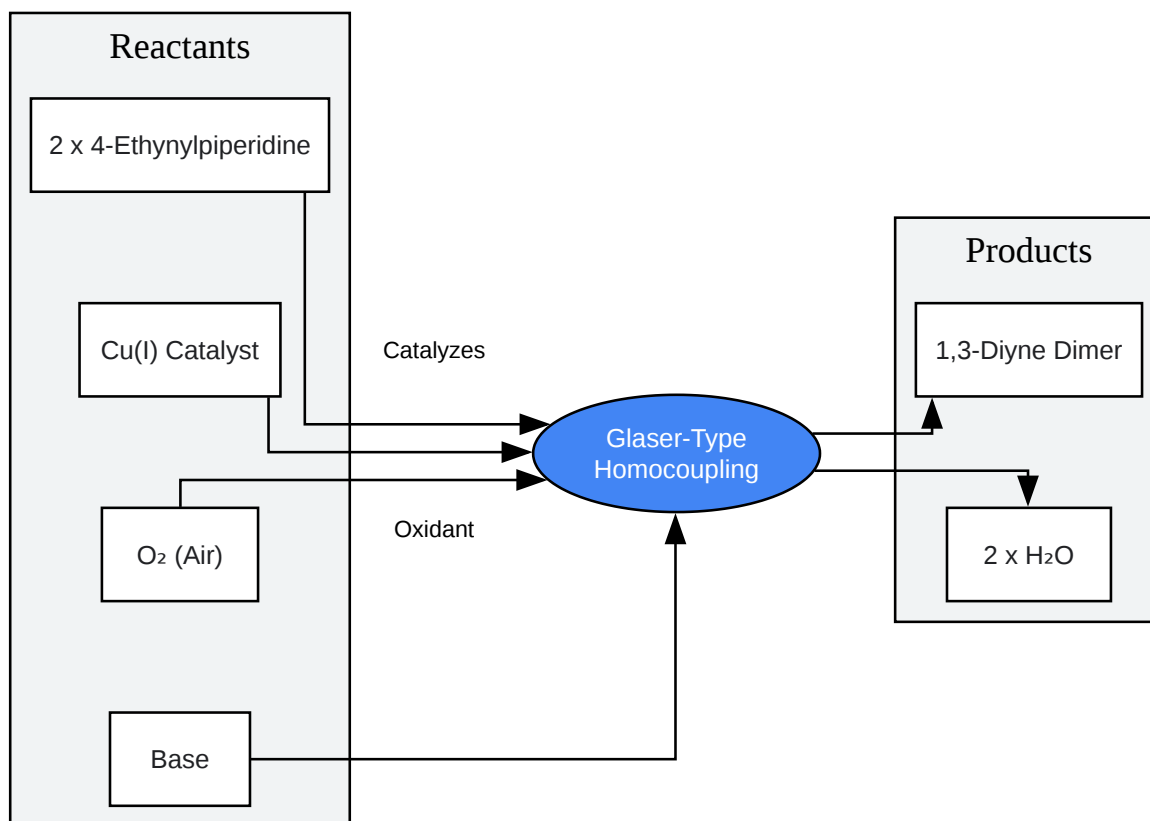 Reactants
2 x 4-Ethynylpiperidine
Cu(I) Catalyst
O₂ (Air)
Base
Catalyzes
Oxidant
Glaser-Type
Homocoupling
Products
1,3-Diyne Dimer
2 x H₂O